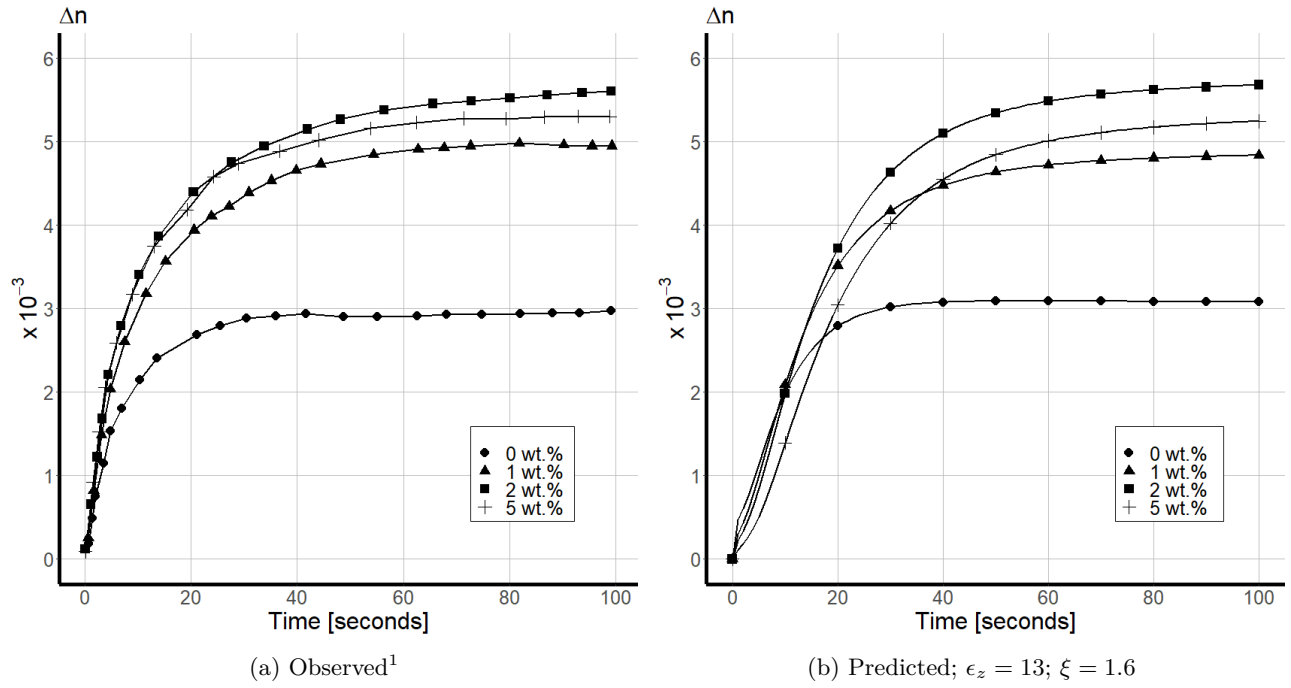 Δn
6
5
4
3
2
1
0
x 10⁻³
0 20 40 60 80 100
Time [seconds]
0 wt.%
1 wt.%
2 wt.%
5 wt.%
(a) Observed¹
Δn
6
5
4
3
2
1
0
x 10⁻³
0 20 40 60 80 100
Time [seconds]
0 wt.%
1 wt.%
2 wt.%
5 wt.%
(b) Predicted; ϵz = 13; ξ = 1.6